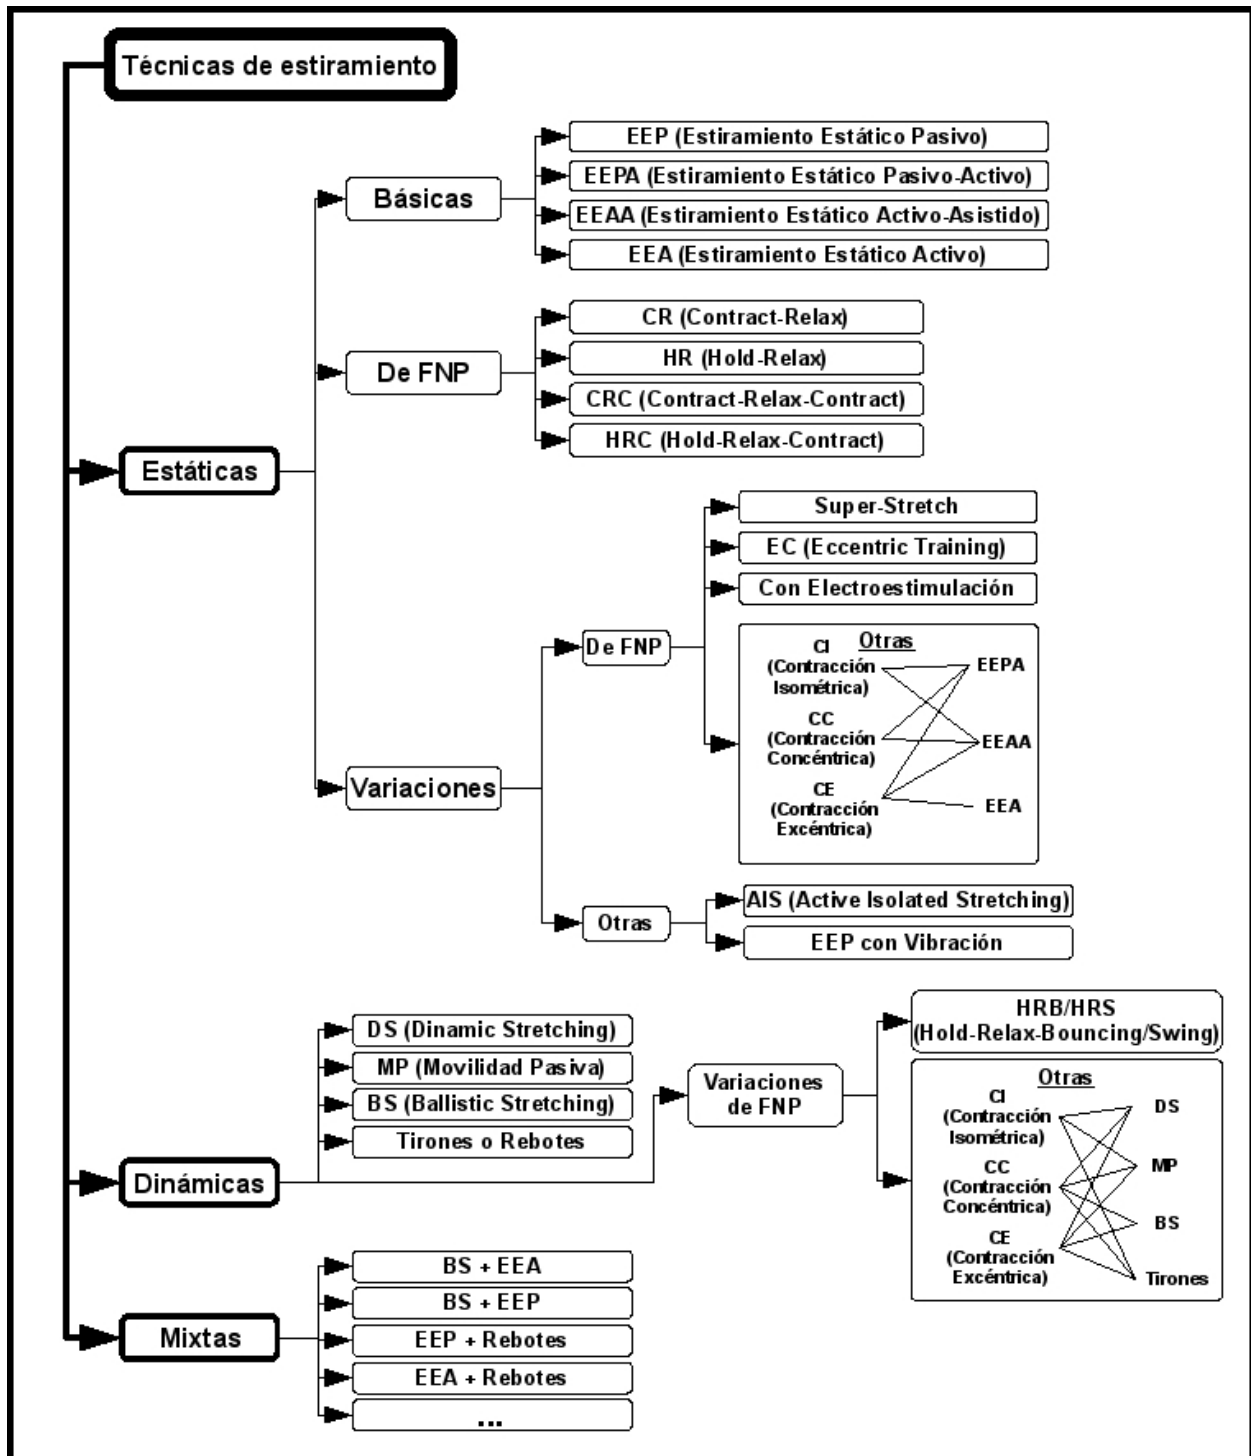 Técnicas de estiramiento
Básicas
EEP (Estiramiento Estático Pasivo)
EEPA (Estiramiento Estático Pasivo-Activo)
EEAA (Estiramiento Estático Activo-Asistido)
EEA (Estiramiento Estático Activo)
De FNP
CR (Contract-Relax)
HR (Hold-Relax)
CRC (Contract-Relax-Contract)
HRC (Hold-Relax-Contract)
Estáticas
Variaciones
De FNP
Super-Stretch
EC (Eccentric Training)
Con Electroestimulación
Otras
CI
(Contracción
Isométrica)
CC
(Contracción
Concéntrica)
CE
(Contracción
Excéntrica)
EEPA
EEAA
EEA
Otras
AIS (Active Isolated Stretching)
EEP con Vibración
Dinámicas
DS (Dinamic Stretching)
MP (Movilidad Pasiva)
BS (Ballistic Stretching)
Tirones o Rebotes
Variaciones
de FNP
HRB/HRS
(Hold-Relax-Bouncing/Swing)
Otras
CI
(Contracción
Isométrica)
CC
(Contracción
Concéntrica)
CE
(Contracción
Excéntrica)
DS
MP
BS
Tirones
Mixtas
BS + EEA
BS + EEP
EEP + Rebotes
EEA + Rebotes
...